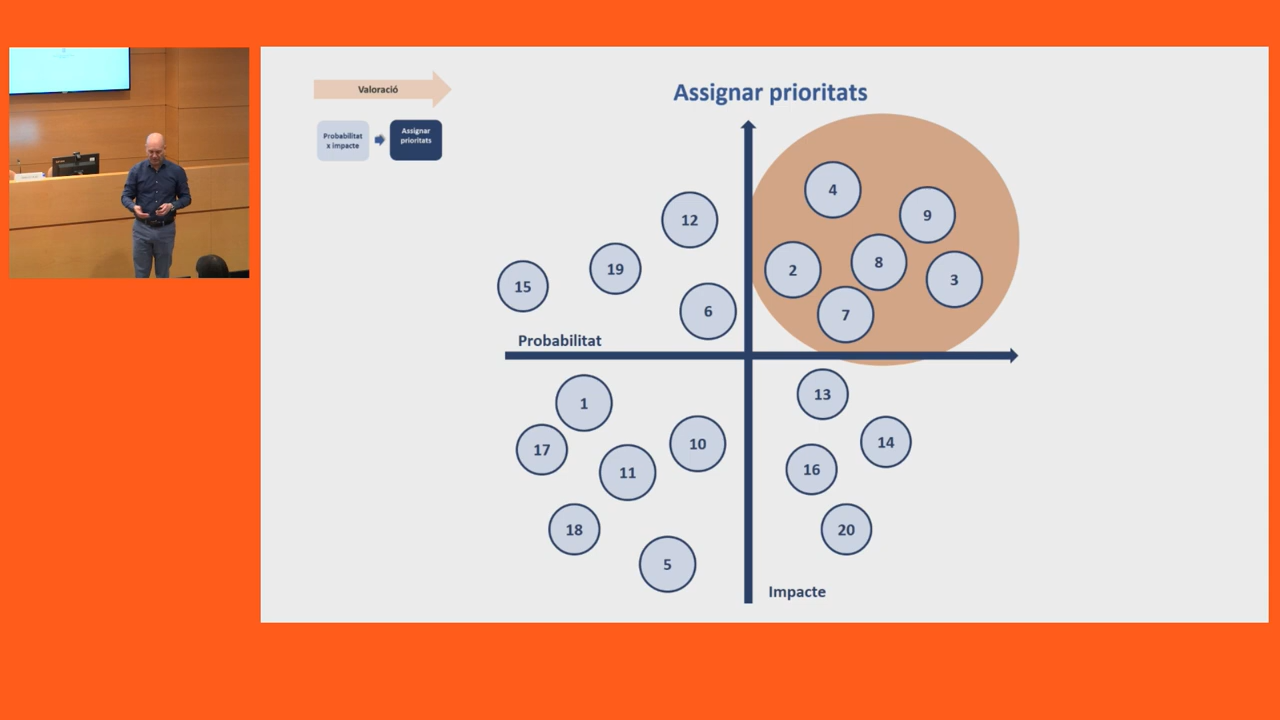 Valoració
Probabilitat
x impacte
Assignar
prioritats
Assignar prioritats
4
9
12
2
8
3
19
15
6
7
Probabilitat
1
13
17
10
14
11
16
18
20
5
Impacte